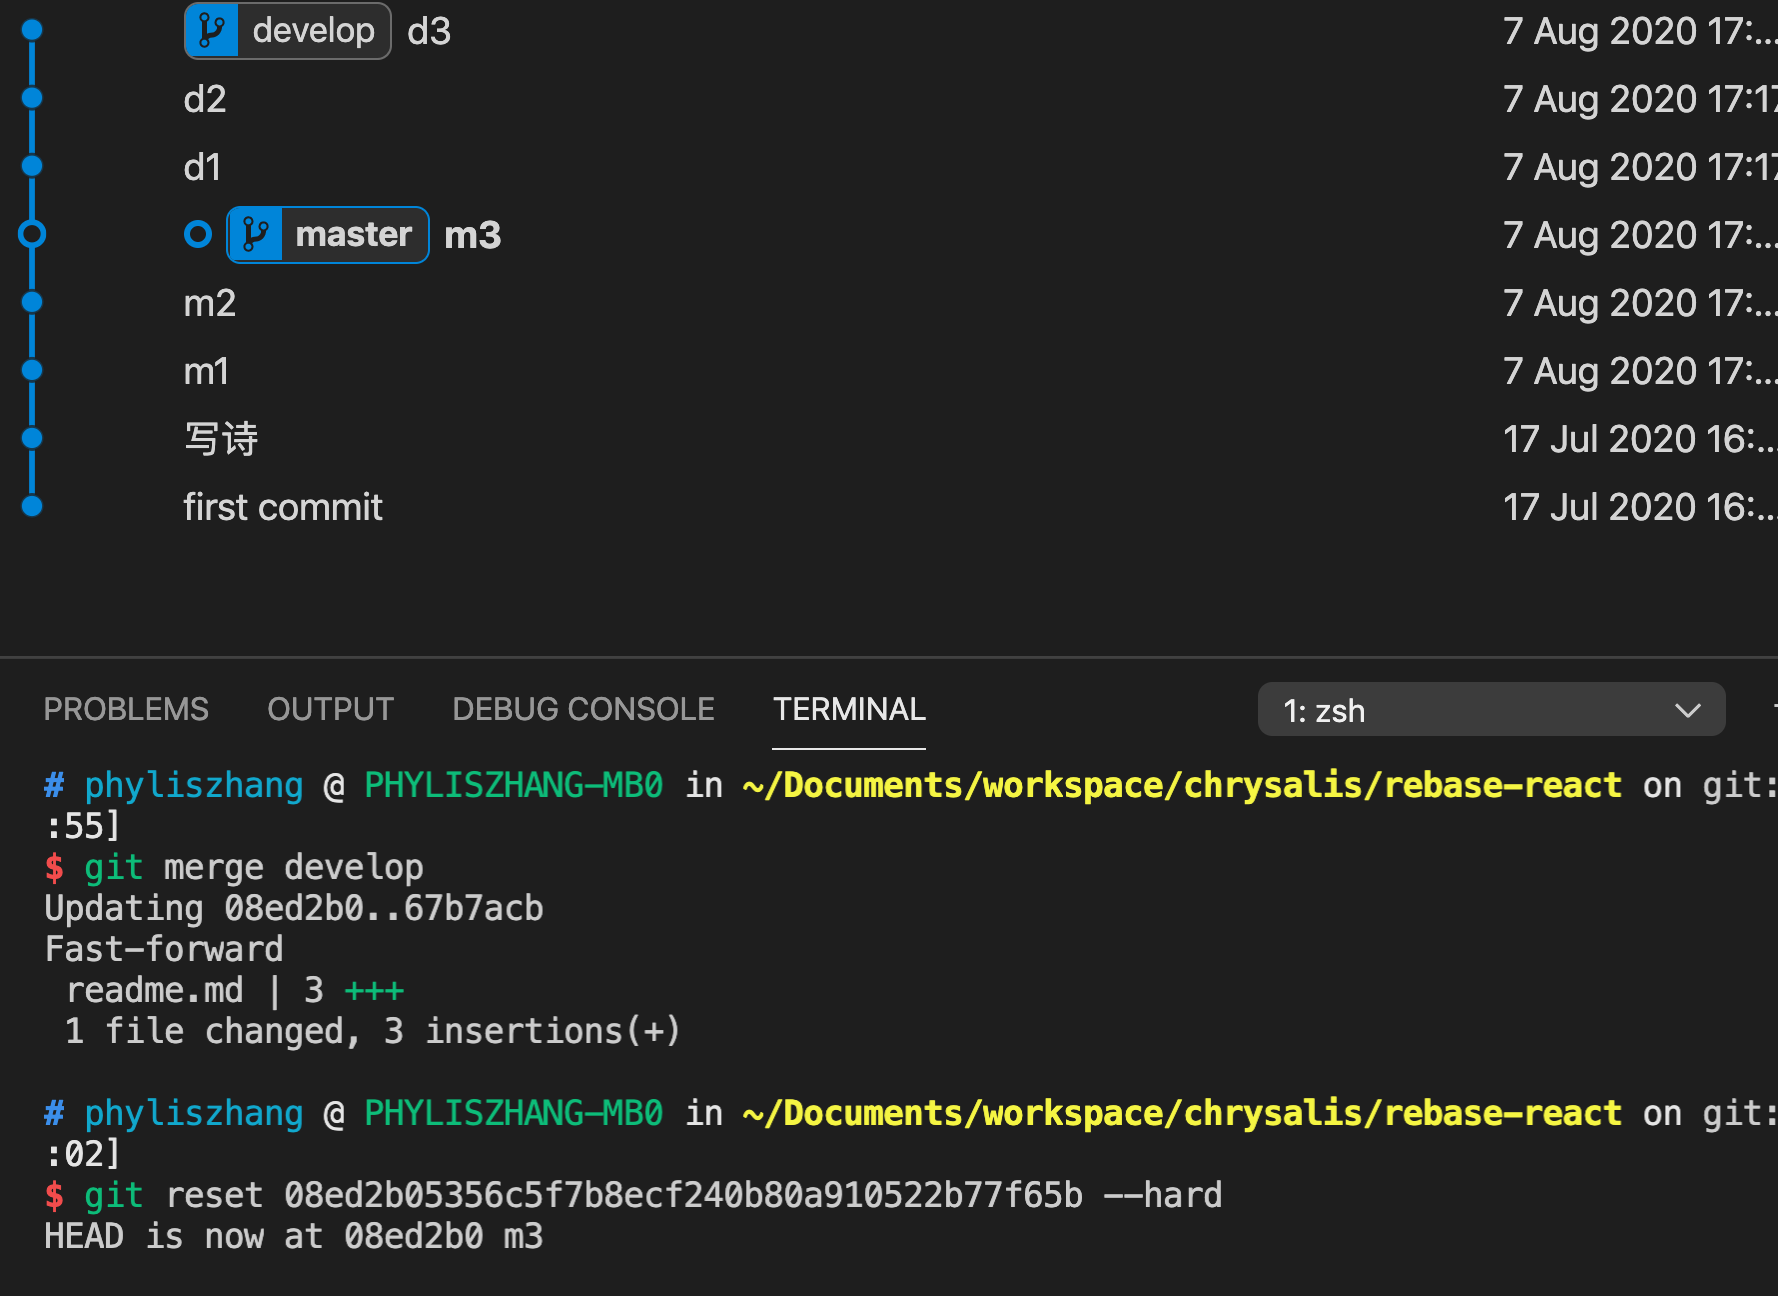 develop d3 7 Aug 2020 17:...
d2 7 Aug 2020 17:17
d1 7 Aug 2020 17:17
master m3 7 Aug 2020 17:...
m2 7 Aug 2020 17:...
m1 7 Aug 2020 17:...
写诗 17 Jul 2020 16:...
first commit 17 Jul 2020 16:...
PROBLEMS OUTPUT DEBUG CONSOLE TERMINAL 1: zsh
# phyliszhang @ PHYLISZHANG-MB0 in ~/Documents/workspace/chrysalis/rebase-react on git:
:55]
$ git merge develop
Updating 08ed2b0..67b7acb
Fast-forward
readme.md | 3 +++
1 file changed, 3 insertions(+)
# phyliszhang @ PHYLISZHANG-MB0 in ~/Documents/workspace/chrysalis/rebase-react on git:
:02]
$ git reset 08ed2b05356c5f7b8ecf240b80a910522b77f65b --hard
HEAD is now at 08ed2b0 m3